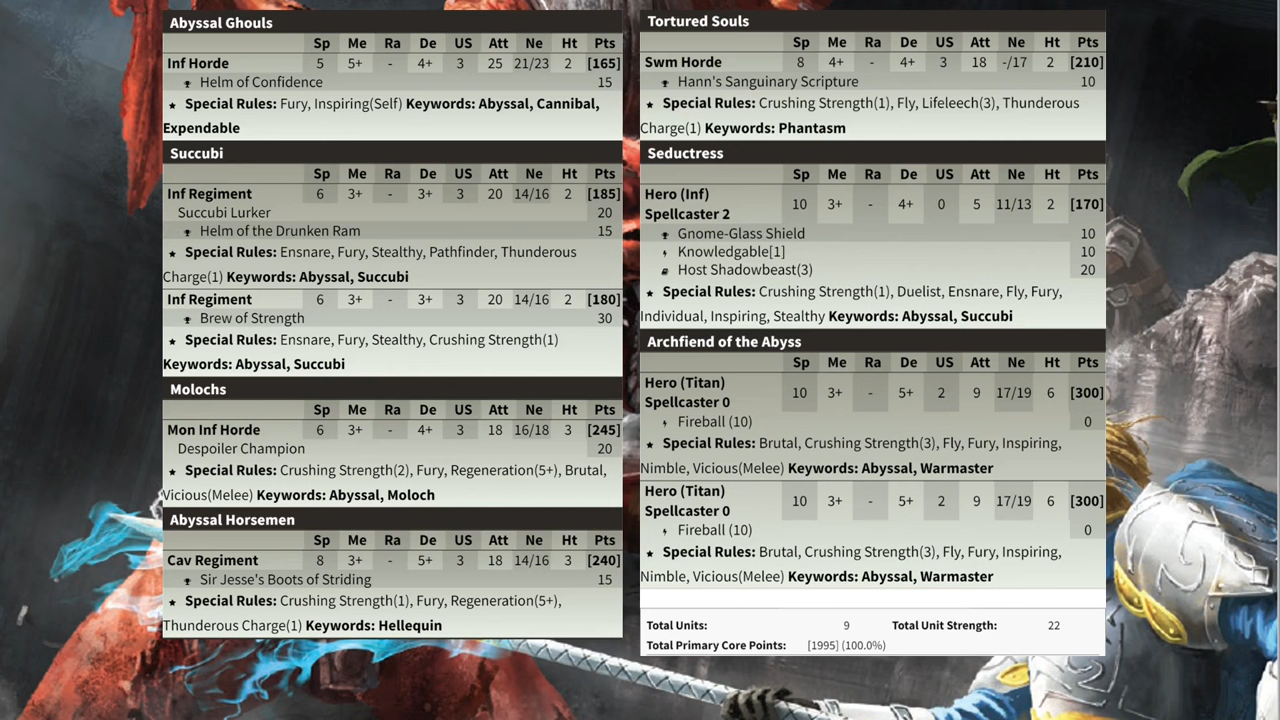 Abyssal Ghouls
Sp Me Ra De US Att Ne Ht Pts
Inf Horde 5 5+ - 4+ 3 25 21/23 2 [165]
Helm of Confidence 15
Special Rules: Fury, Inspiring(Self) Keywords: Abyssal, Cannibal,
Expendable
Succubi
Sp Me Ra De US Att Ne Ht Pts
Inf Regiment 6 3+ - 3+ 3 20 14/16 2 [185]
Succubi Lurker 20
Helm of the Drunken Ram 15
Special Rules: Ensnare, Fury, Stealthy, Pathfinder, Thunderous
Charge(1) Keywords: Abyssal, Succubi
Inf Regiment 6 3+ - 3+ 3 20 14/16 2 [180]
Brew of Strength 30
Special Rules: Ensnare, Fury, Stealthy, Crushing Strength(1)
Keywords: Abyssal, Succubi
Molochs
Sp Me Ra De US Att Ne Ht Pts
Mon Inf Horde 6 3+ - 4+ 3 18 16/18 3 [245]
Despoiler Champion 20
Special Rules: Crushing Strength(2), Fury, Regeneration(5+), Brutal,
Vicious(Melee) Keywords: Abyssal, Moloch
Abyssal Horsemen
Sp Me Ra De US Att Ne Ht Pts
Cav Regiment 8 3+ - 5+ 3 18 14/16 3 [240]
Sir Jesse's Boots of Striding 15
Special Rules: Crushing Strength(1), Fury, Regeneration(5+),
Thunderous Charge(1) Keywords: Hellequin
Tortured Souls
Sp Me Ra De US Att Ne Ht Pts
Swm Horde 8 4+ - 4+ 3 18 -/17 2 [210]
Hann's Sanguinary Scripture 10
Special Rules: Crushing Strength(1), Fly, Lifeleech(3), Thunderous
Charge(1) Keywords: Phantasm
Seductress
Sp Me Ra De US Att Ne Ht Pts
Hero (Inf)
Spellcaster 2 10 3+ - 4+ 0 5 11/13 2 [170]
Gnome-Glass Shield 10
Knowledgable[1] 10
Host Shadowbeast(3) 20
Special Rules: Crushing Strength(1), Duelist, Ensnare, Fly, Fury,
Individual, Inspiring, Stealthy Keywords: Abyssal, Succubi
Archfiend of the Abyss
Sp Me Ra De US Att Ne Ht Pts
Hero (Titan)
Spellcaster 0 10 3+ - 5+ 2 9 17/19 6 [300]
Fireball (10) 0
Special Rules: Brutal, Crushing Strength(3), Fly, Fury, Inspiring,
Nimble, Vicious(Melee) Keywords: Abyssal, Warmaster
Hero (Titan)
Spellcaster 0 10 3+ - 5+ 2 9 17/19 6 [300]
Fireball (10) 0
Special Rules: Brutal, Crushing Strength(3), Fly, Fury, Inspiring,
Nimble, Vicious(Melee) Keywords: Abyssal, Warmaster
Total Units: 9 Total Unit Strength: 22
Total Primary Core Points: [1995] (100.0%)